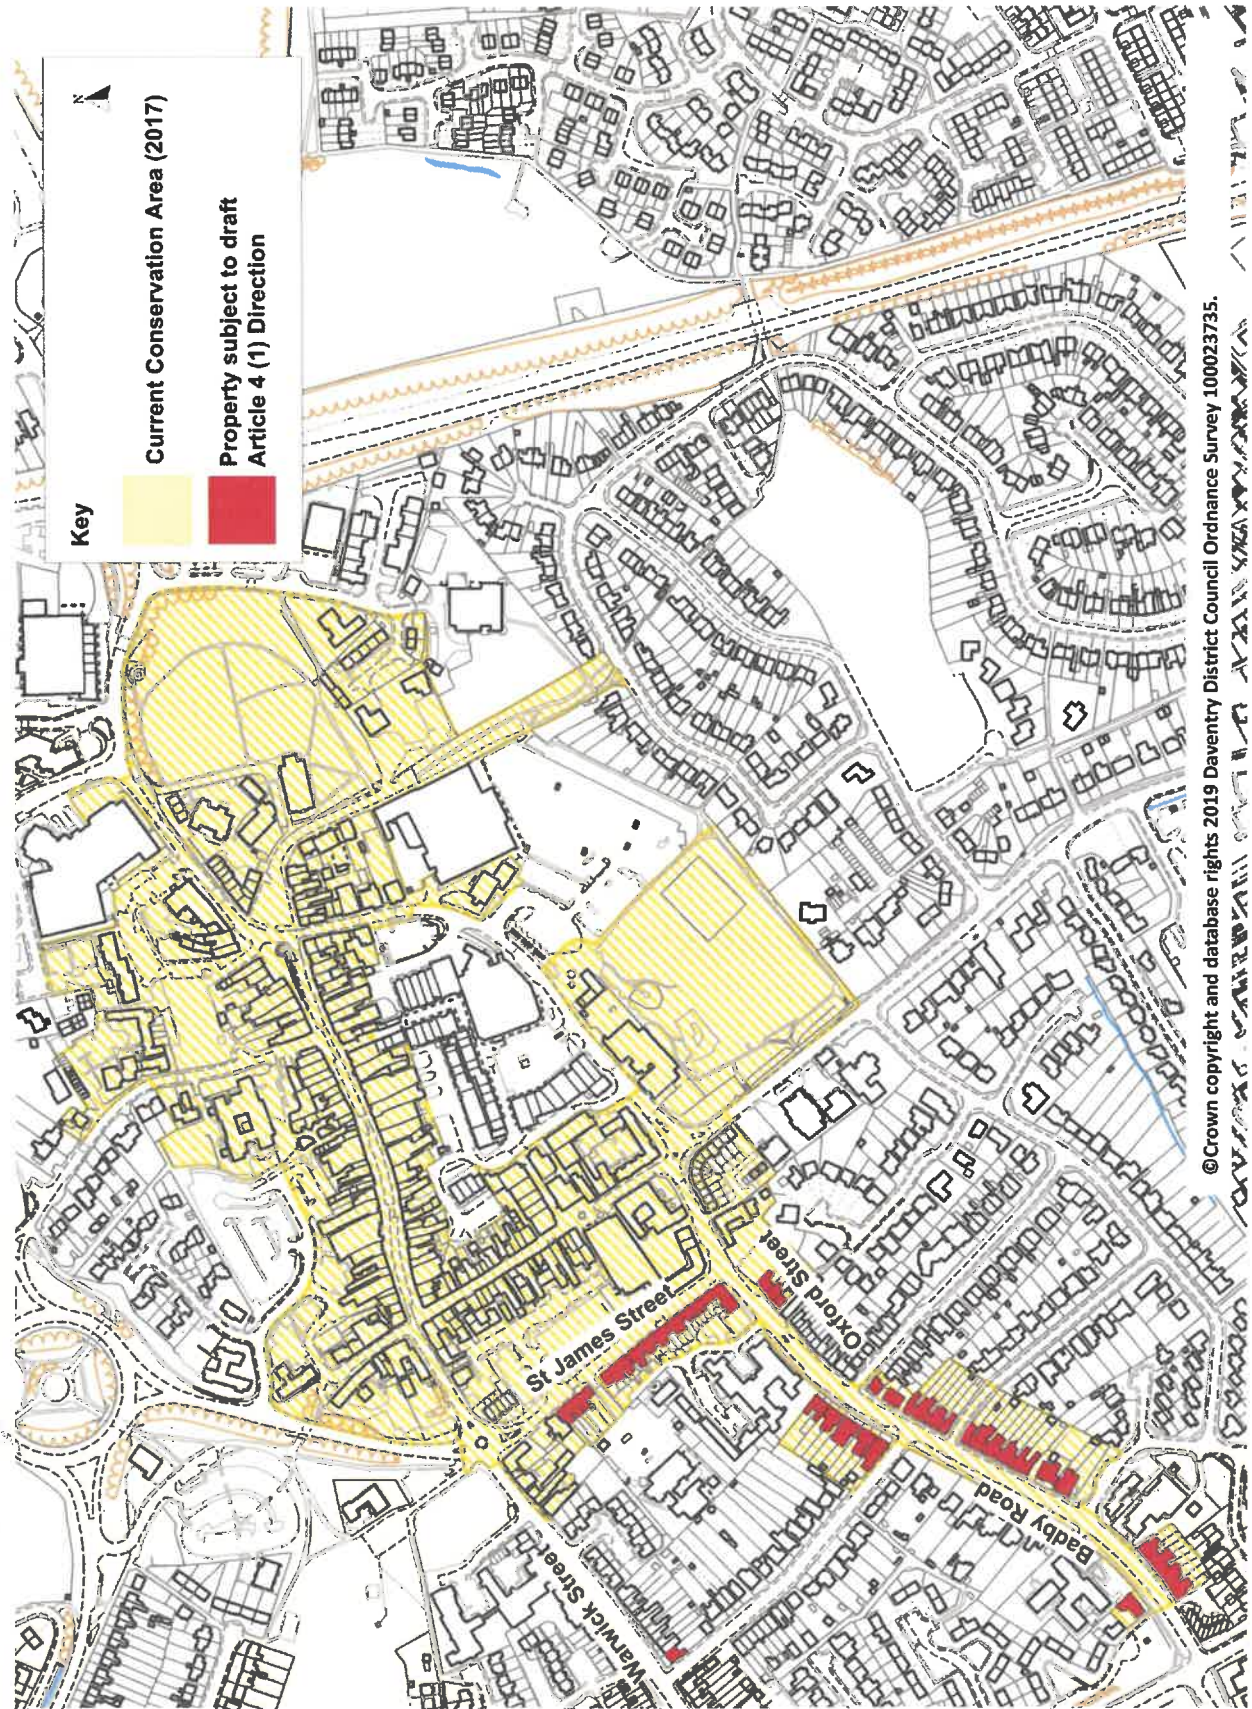 Key
N
Current Conservation Area (2017)
Property subject to draft
Article 4 (1) Direction
St James Street
Oxford Street
Badby Road
Warwick Street
©Crown copyright and database rights 2019 Daventry District Council Ordnance Survey 100023735.